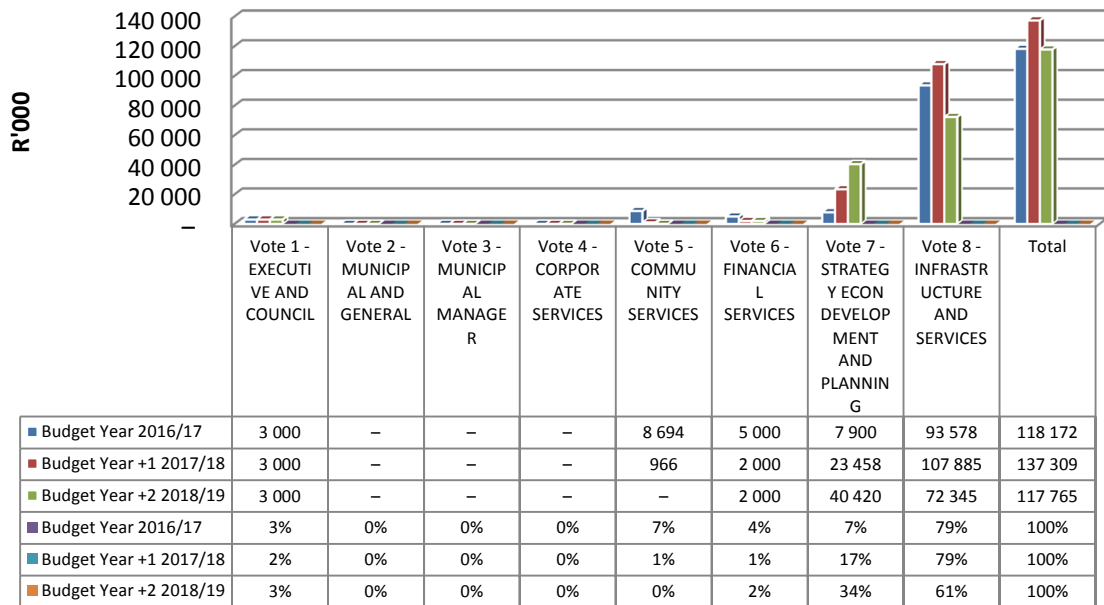 R'000
140 000
120 000
100 000
80 000
60 000
40 000
20 000
–
Vote 1 - EXECUTI VE AND COUNCIL
Vote 2 - MUNICIP AL AND GENERAL
Vote 3 - MUNICIP AL MANAGE R
Vote 4 - CORPOR ATE SERVICES
Vote 5 - COMMU NITY SERVICES
Vote 6 - FINANCIA L SERVICES
Vote 7 - STRATEG Y ECON DEVELOP MENT AND PLANNIN G
Vote 8 - INFRASTR UCTURE AND SERVICES
Total
Budget Year 2016/17 3 000 – – – 8 694 5 000 7 900 93 578 118 172
Budget Year +1 2017/18 3 000 – – – 966 2 000 23 458 107 885 137 309
Budget Year +2 2018/19 3 000 – – – – 2 000 40 420 72 345 117 765
Budget Year 2016/17 3% 0% 0% 0% 7% 4% 7% 79% 100%
Budget Year +1 2017/18 2% 0% 0% 0% 1% 1% 17% 79% 100%
Budget Year +2 2018/19 3% 0% 0% 0% 0% 2% 34% 61% 100%